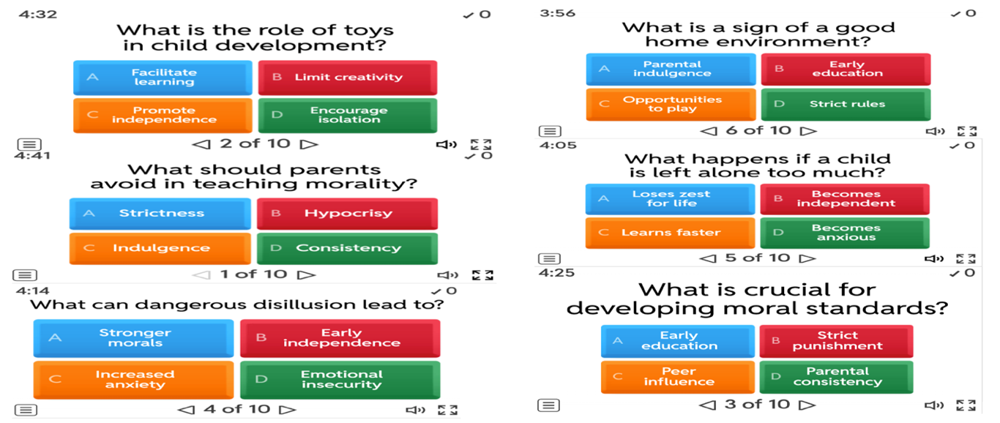 4:32 ✓ 0
What is the role of toys
in child development?
A Facilitate
learning
B Limit creativity
C Promote
independence
D Encourage
isolation
2 of 10
4:41 ✓ 0
What should parents
avoid in teaching morality?
A Strictness
B Hypocrisy
C Indulgence
D Consistency
1 of 10
4:14 ✓ 0
What can dangerous disillusion lead to?
A Stronger
morals
B Early
independence
C Increased
anxiety
D Emotional
insecurity
4 of 10
3:56 ✓ 0
What is a sign of a good
home environment?
A Parental
indulgence
B Early
education
C Opportunities
to play
D Strict rules
6 of 10
4:05 ✓ 0
What happens if a child
is left alone too much?
A Loses zest
for life
B Becomes
independent
C Learns faster
D Becomes
anxious
5 of 10
4:25 ✓ 0
What is crucial for
developing moral standards?
A Early
education
B Strict
punishment
C Peer
influence
D Parental
consistency
3 of 10